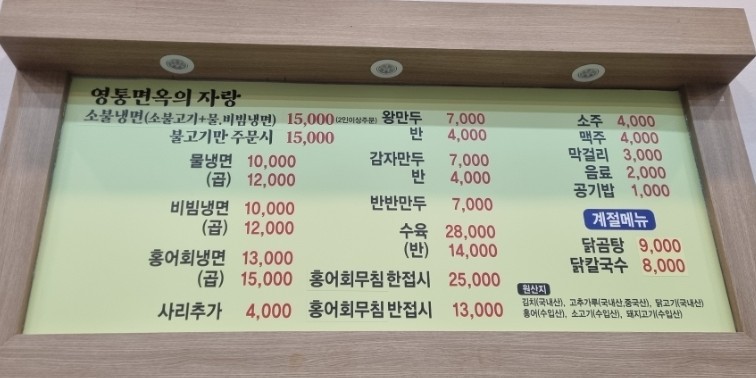 영통면옥의 자랑
소불냉면(소불고기+물,비빔냉면) 15,000(2인이상주문)
불고기만 주문시 15,000
물냉면 10,000
(곱) 12,000
비빔냉면 10,000
(곱) 12,000
홍어회냉면 13,000
(곱) 15,000
사리추가 4,000
왕만두 7,000
반 4,000
감자만두 7,000
반 4,000
반반만두 7,000
수육 28,000
(반) 14,000
홍어회무침 한접시 25,000
홍어회무침 반접시 13,000
소주 4,000
맥주 4,000
막걸리 3,000
음료 2,000
공기밥 1,000
계절메뉴
닭곰탕 9,000
닭칼국수 8,000
원산지
김치(국내산), 고추가루(국내산,중국산), 닭고기(국내산)
홍어(수입산), 소고기(수입산), 돼지고기(수입산)